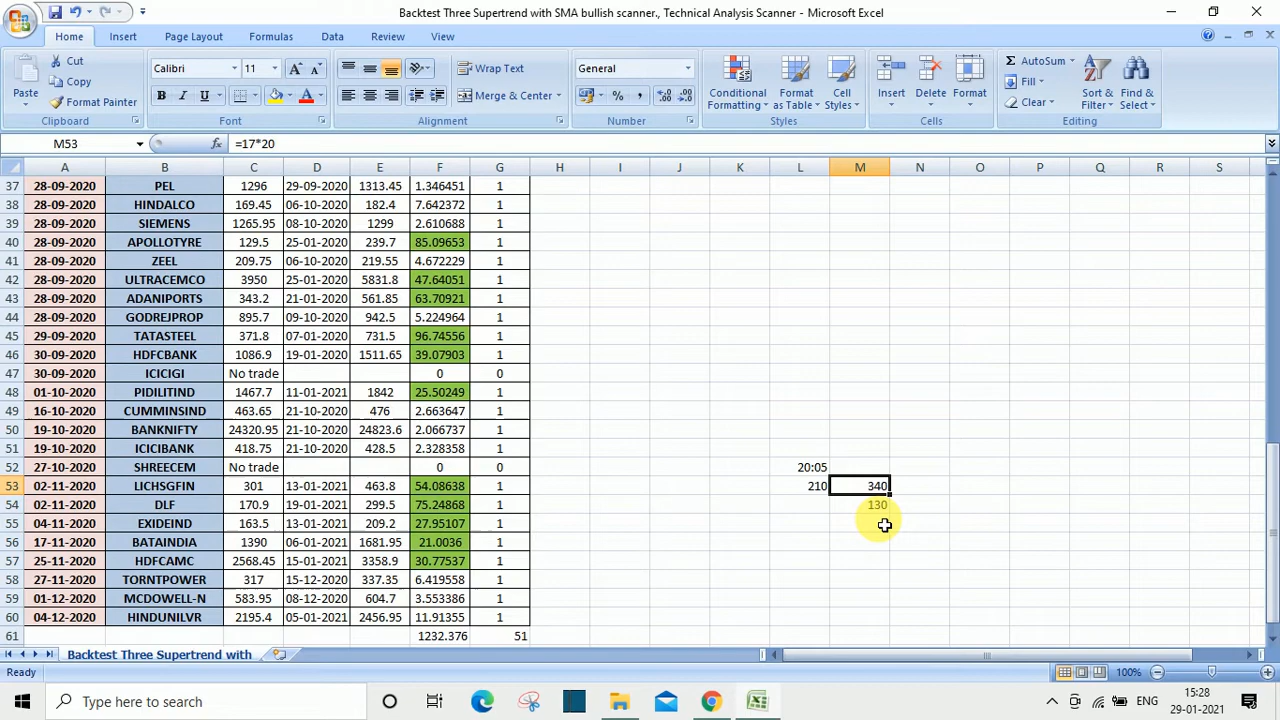 Backtest Three Supertrend with SMA bullish scanner., Technical Analysis Scanner - Microsoft Excel
Home Insert Page Layout Formulas Data Review View
Cut
Copy
Format Painter
Paste
Clipboard
Calibri 11
B I U
Font
Wrap Text
Merge & Center
Alignment
General
% ,
Number
Conditional Formatting
Format as Table
Cell Styles
Styles
Insert
Delete
Format
Cells
Σ AutoSum
Fill
Clear
Sort & Filter
Find & Select
Editing
M53 fx =17*20
A B C D E F G H I J K L M N O P Q R S
37 28-09-2020 PEL 1296 29-09-2020 1313.45 1.346451 1
38 28-09-2020 HINDALCO 169.45 06-10-2020 182.4 7.642372 1
39 28-09-2020 SIEMENS 1265.95 08-10-2020 1299 2.610688 1
40 28-09-2020 APOLLOTYRE 129.5 25-01-2020 239.7 85.09653 1
41 28-09-2020 ZEEL 209.75 06-10-2020 219.55 4.672229 1
42 28-09-2020 ULTRACEMCO 3950 25-01-2020 5831.8 47.64051 1
43 28-09-2020 ADANIPORTS 343.2 21-01-2020 561.85 63.70921 1
44 28-09-2020 GODREJPROP 895.7 09-10-2020 942.5 5.224964 1
45 29-09-2020 TATASTEEL 371.8 07-01-2020 731.5 96.74556 1
46 30-09-2020 HDFCBANK 1086.9 19-01-2020 1511.65 39.07903 1
47 30-09-2020 ICICIGI No trade 0 0
48 01-10-2020 PIDILITIND 1467.7 11-01-2021 1842 25.50249 1
49 16-10-2020 CUMMINSIND 463.65 21-10-2020 476 2.663647 1
50 19-10-2020 BANKNIFTY 24320.95 21-10-2020 24823.6 2.066737 1
51 19-10-2020 ICICIBANK 418.75 21-10-2020 428.5 2.328358 1
52 27-10-2020 SHREECEM No trade 0 0 20:05
53 02-11-2020 LICHSGFIN 301 13-01-2021 463.8 54.08638 1 210 340
54 02-11-2020 DLF 170.9 19-01-2021 299.5 75.24868 1 130
55 04-11-2020 EXIDEIND 163.5 13-01-2021 209.2 27.95107 1
56 17-11-2020 BATAINDIA 1390 06-01-2021 1681.95 21.0036 1
57 25-11-2020 HDFCAMC 2568.45 15-01-2021 3358.9 30.77537 1
58 27-11-2020 TORNTPOWER 317 15-12-2020 337.35 6.419558 1
59 01-12-2020 MCDOWELL-N 583.95 08-12-2020 604.7 3.553386 1
60 04-12-2020 HINDUNILVR 2195.4 05-01-2021 2456.95 11.91355 1
61 1232.376 51
Backtest Three Supertrend with
Ready 100%
Type here to search
ENG
15:28
29-01-2021